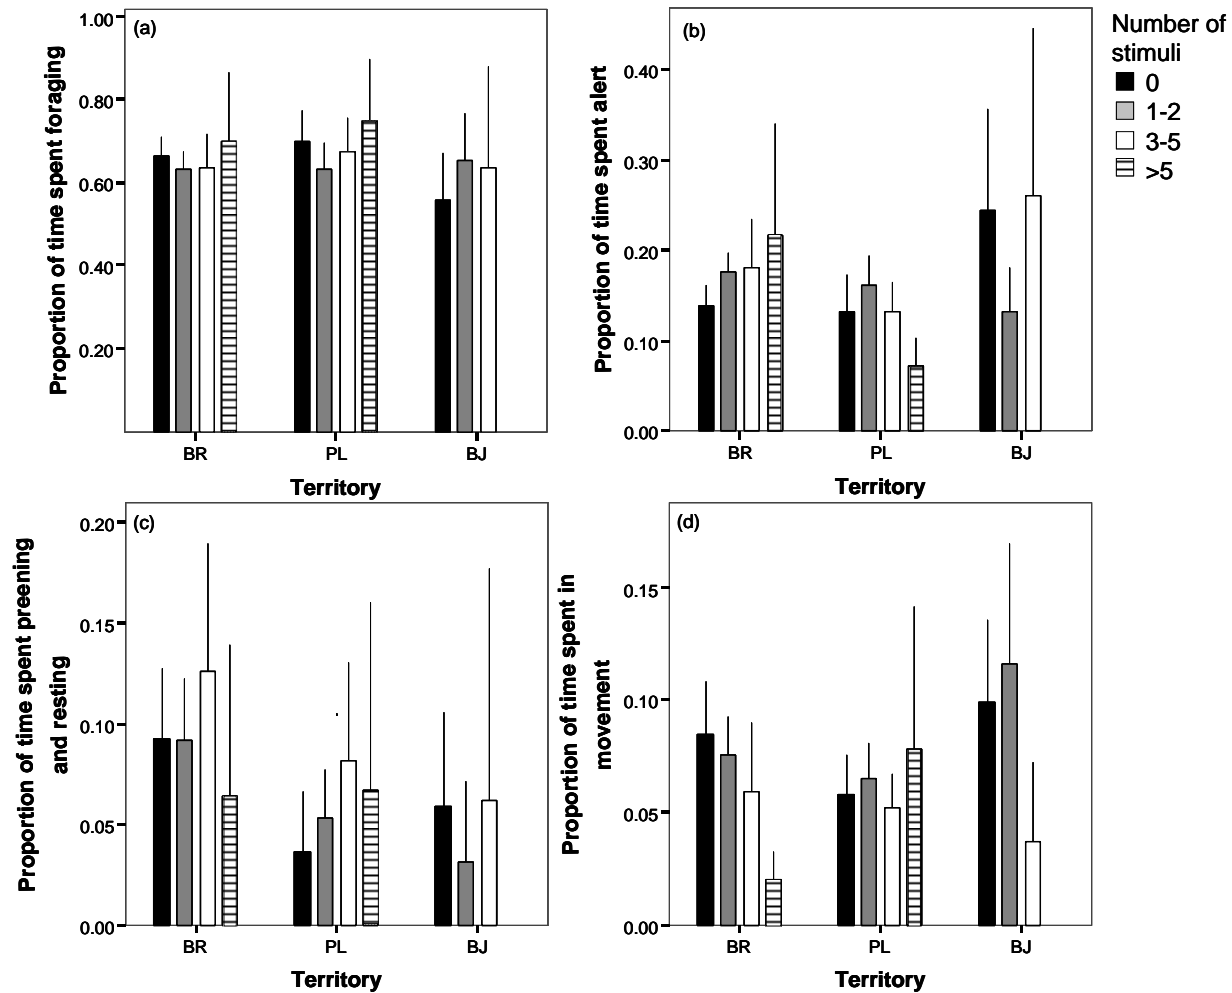 (a)
Proportion of time spent foraging
1.00
0.80
0.60
0.40
0.20
BR PL BJ
Territory
(b)
Proportion of time spent alert
0.40
0.30
0.20
0.10
0.00
BR PL BJ
Territory
Number of
stimuli
0
1-2
3-5
>5
(c)
Proportion of time spent preening
and resting
0.20
0.15
0.10
0.05
0.00
BR PL BJ
Territory
(d)
Proportion of time spent in
movement
0.15
0.10
0.05
0.00
BR PL BJ
Territory